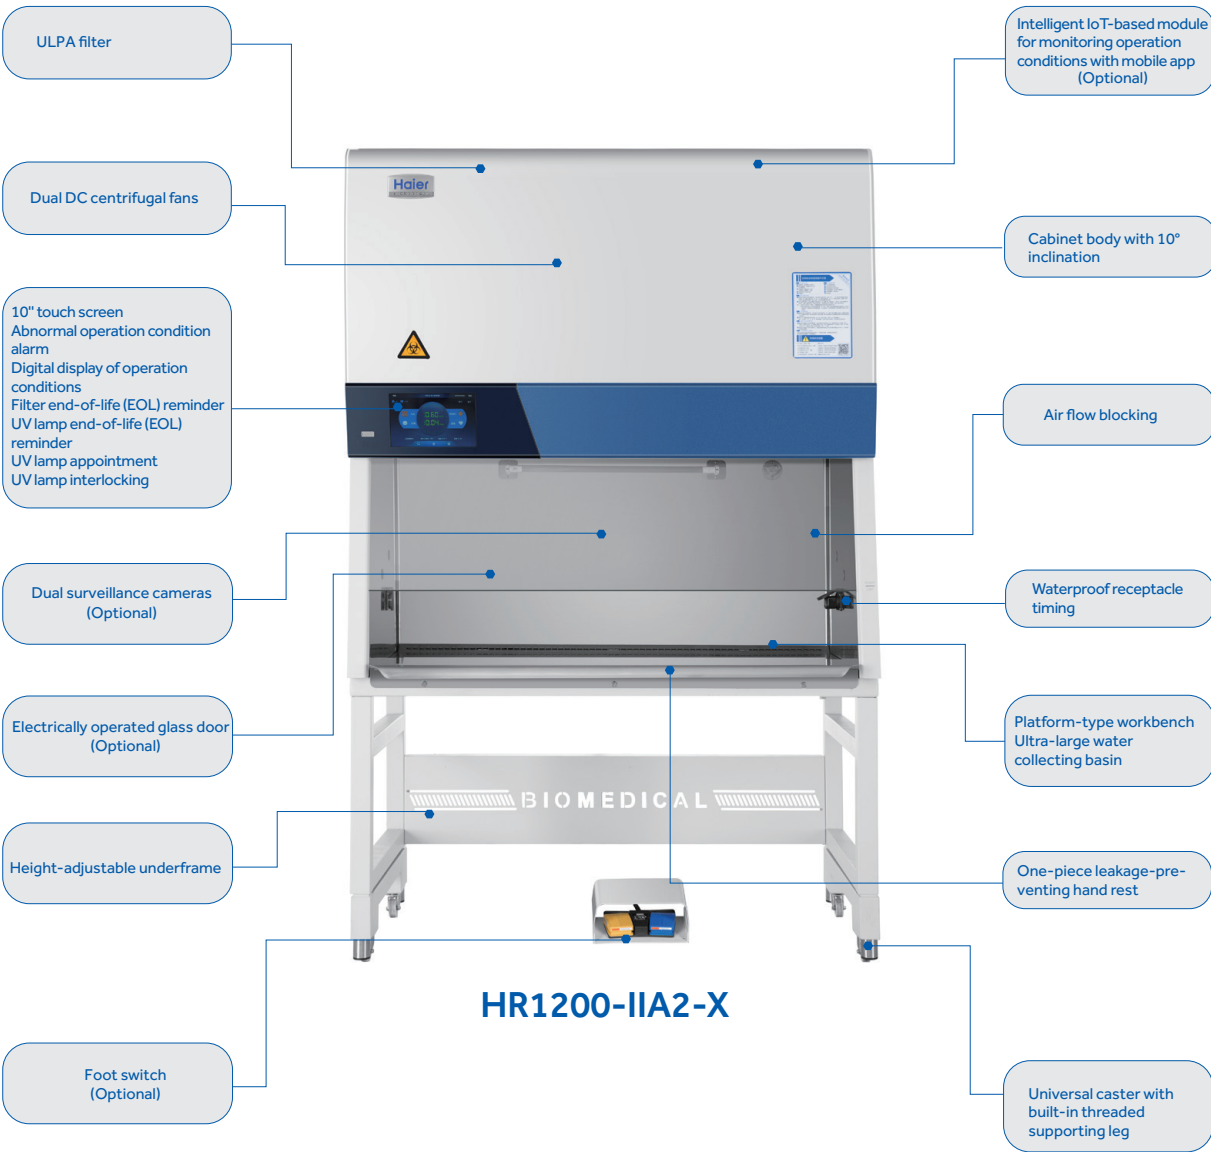 ULPA filter
Dual DC centrifugal fans
10" touch screen
Abnormal operation condition
alarm
Digital display of operation
conditions
Filter end-of-life (EOL) reminder
UV lamp end-of-life (EOL)
reminder
UV lamp appointment
UV lamp interlocking
Dual surveillance cameras
(Optional)
Electrically operated glass door
(Optional)
Height-adjustable underframe
Foot switch
(Optional)
Haier
BIOMEDICAL
HR1200-IIA2-X
Intelligent IoT-based module
for monitoring operation
conditions with mobile app
(Optional)
Cabinet body with 10°
inclination
Air flow blocking
Waterproof receptacle
timing
Platform-type workbench
Ultra-large water
collecting basin
One-piece leakage-pre-
venting hand rest
Universal caster with
built-in threaded
supporting leg